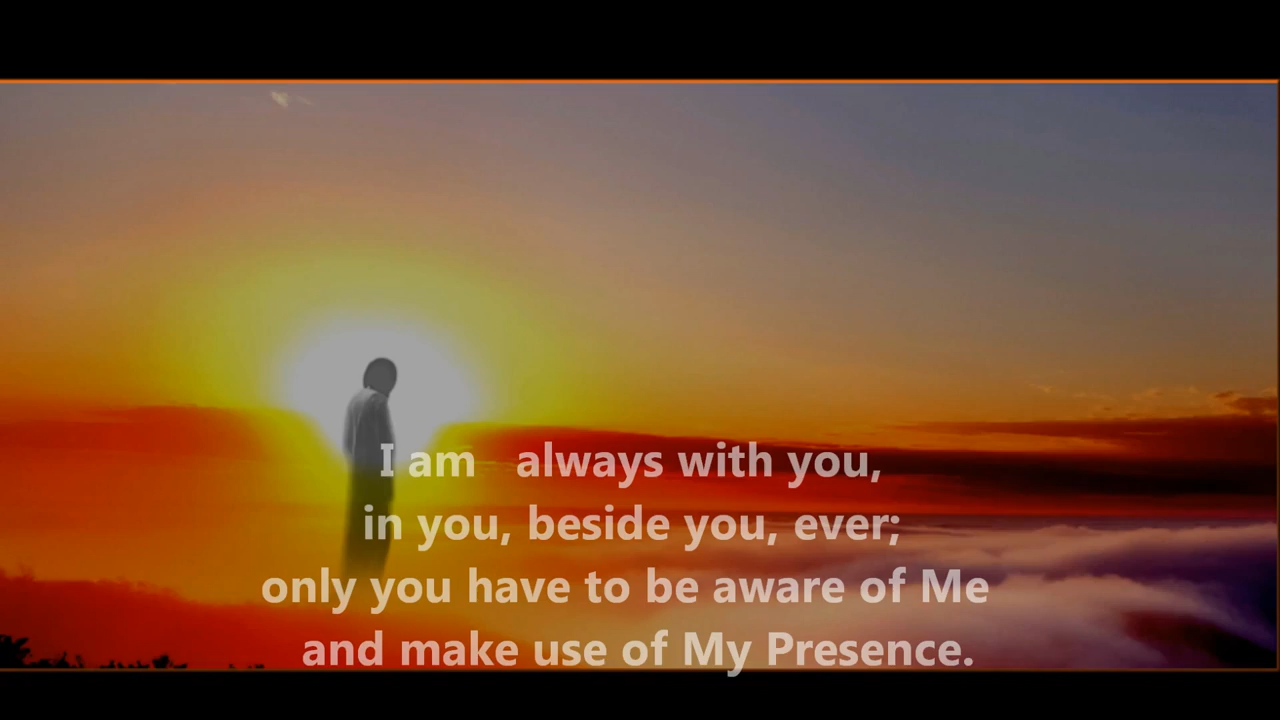 I am always with you,
in you, beside you, ever;
only you have to be aware of Me
and make use of My Presence.